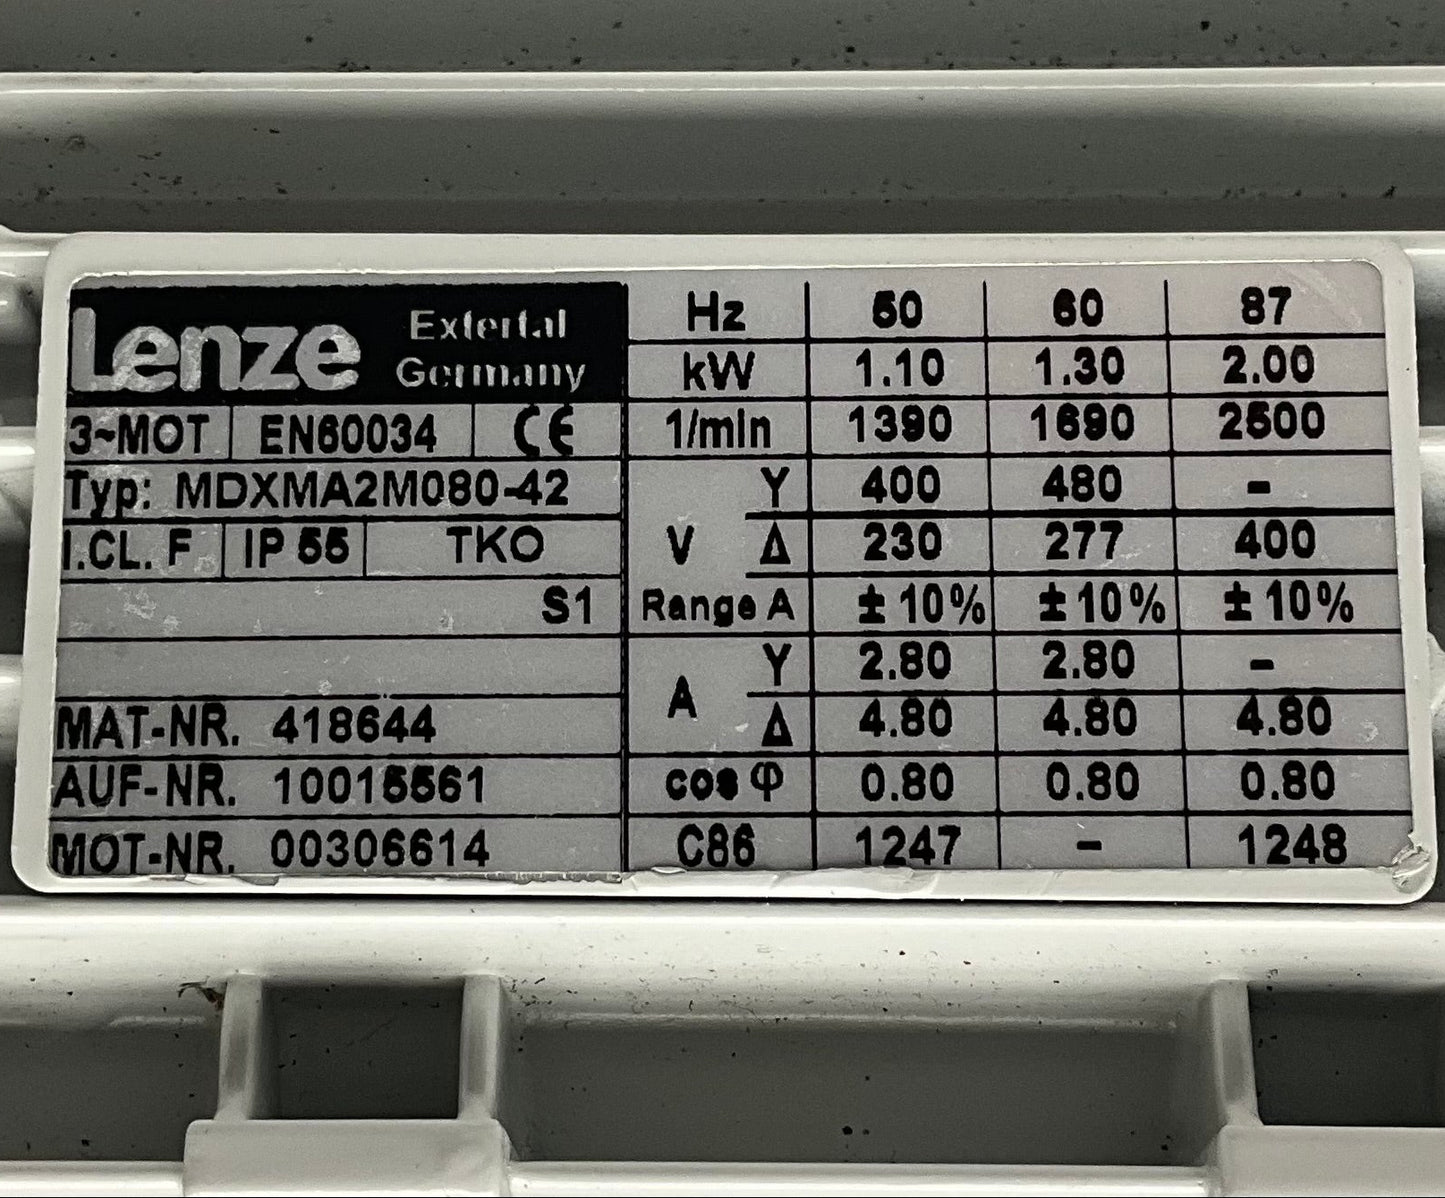 Lenze Extertal
Germany
3~MOT EN60034 CE
Typ: MDXMA2M080-42
I.CL. F IP 55 TKO
S1
MAT-NR. 418644
AUF-NR. 10015561
MOT-NR. 00306614
Hz 50 60 87
kW 1.10 1.30 2.00
1/min 1390 1690 2500
V Y 400 480 -
Δ 230 277 400
Range A ±10% ±10% ±10%
A Y 2.80 2.80 -
Δ 4.80 4.80 4.80
cos φ 0.80 0.80 0.80
C86 1247 - 1248